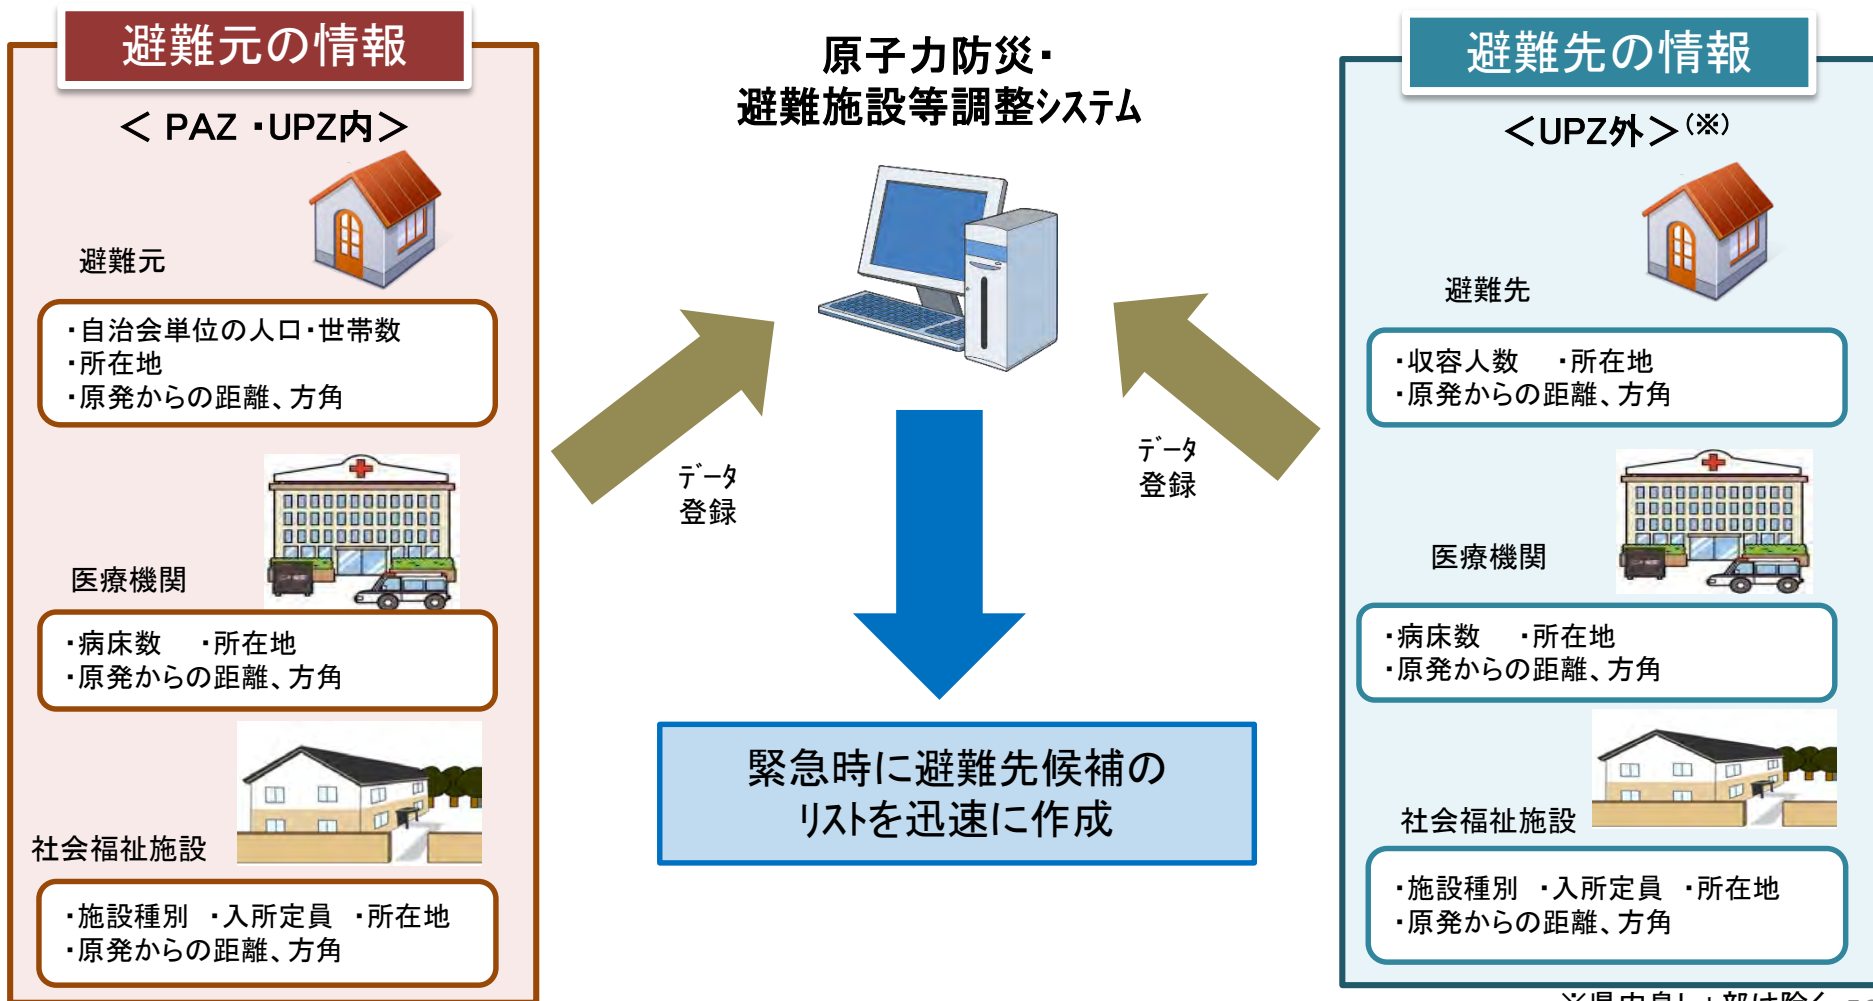 避難元の情報
＜ PAZ ・UPZ内＞
避難元
・自治会単位の人口・世帯数
・所在地
・原発からの距離、方角
医療機関
・病床数 ・所在地
・原発からの距離、方角
社会福祉施設
・施設種別 ・入所定員 ・所在地
・原発からの距離、方角
原子力防災・
避難施設等調整システム
データ
登録
データ
登録
緊急時に避難先候補の
リストを迅速に作成
避難先の情報
＜UPZ外＞(※)
避難先
・収容人数 ・所在地
・原発からの距離、方角
医療機関
・病床数 ・所在地
・原発からの距離、方角
社会福祉施設
・施設種別 ・入所定員 ・所在地
・原発からの距離、方角